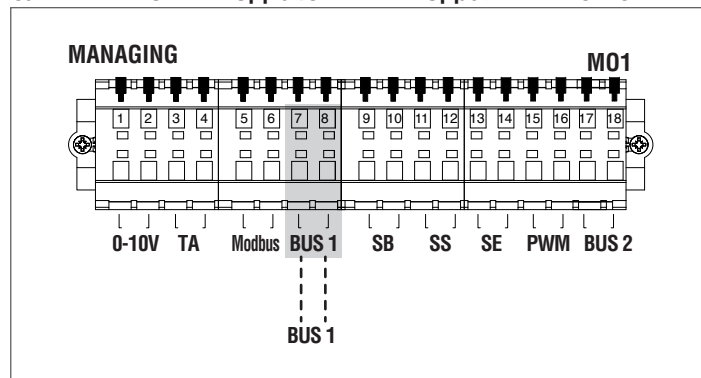 MANAGING
M01
1 2 3 4 5 6 7 8 9 10 11 12 13 14 15 16 17 18
0-10V TA Modbus BUS 1 SB SS SE PWM BUS 2
BUS 1